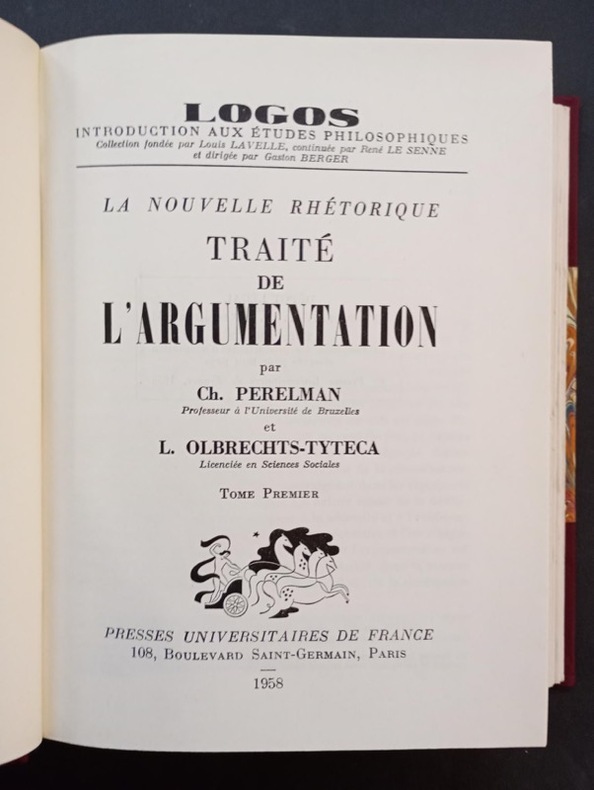 LOGOS
INTRODUCTION AUX ÉTUDES PHILOSOPHIQUES
Collection fondée par Louis LAVELLE, continuée par René LE SENNE
et dirigée par Gaston BERGER
LA NOUVELLE RHÉTORIQUE
TRAITÉ
DE
L'ARGUMENTATION
par
Ch. PERELMAN
Professeur à l'Université de Bruxelles
et
L. OLBRECHTS-TYTECA
Licenciée en Sciences Sociales
TOME PREMIER
PRESSES UNIVERSITAIRES DE FRANCE
108, BOULEVARD SAINT-GERMAIN, PARIS
1958